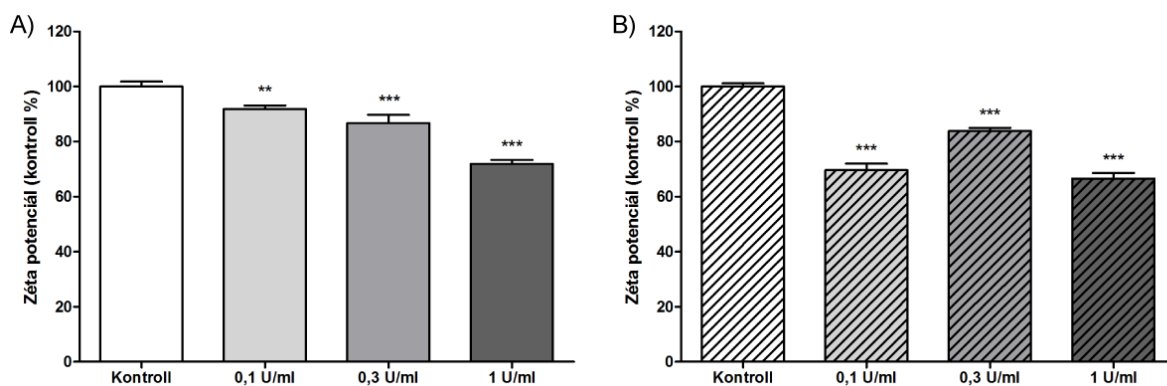 A)
Zéta potenciál (kontroll %)
120
100
80
60
40
20
0
**
***
***
Kontroll
0,1 U/ml
0,3 U/ml
1 U/ml
B)
Zéta potenciál (kontroll %)
120
100
80
60
40
20
0
***
***
***
Kontroll
0,1 U/ml
0,3 U/ml
1 U/ml